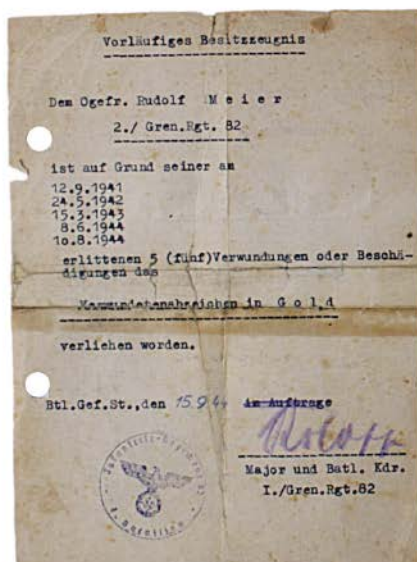 Vorläufiges Besitzzeugnis
Dem Ogefr. Rudolf M e i e r
2./ Gren.Rgt. 82
ist auf Grund seiner am
12.9.1941
24.5.1942
15.3.1943
8.6.1944
1o.8.1944
erlittenen 5 (fünf)Verwundungen oder Beschä-
digungen das
in G o l d
verliehen worden.
Btl.Gef.St.,den 15.9.44 im Auftrage
Major und Batl. Kdr.
I./Gren.Rgt.82